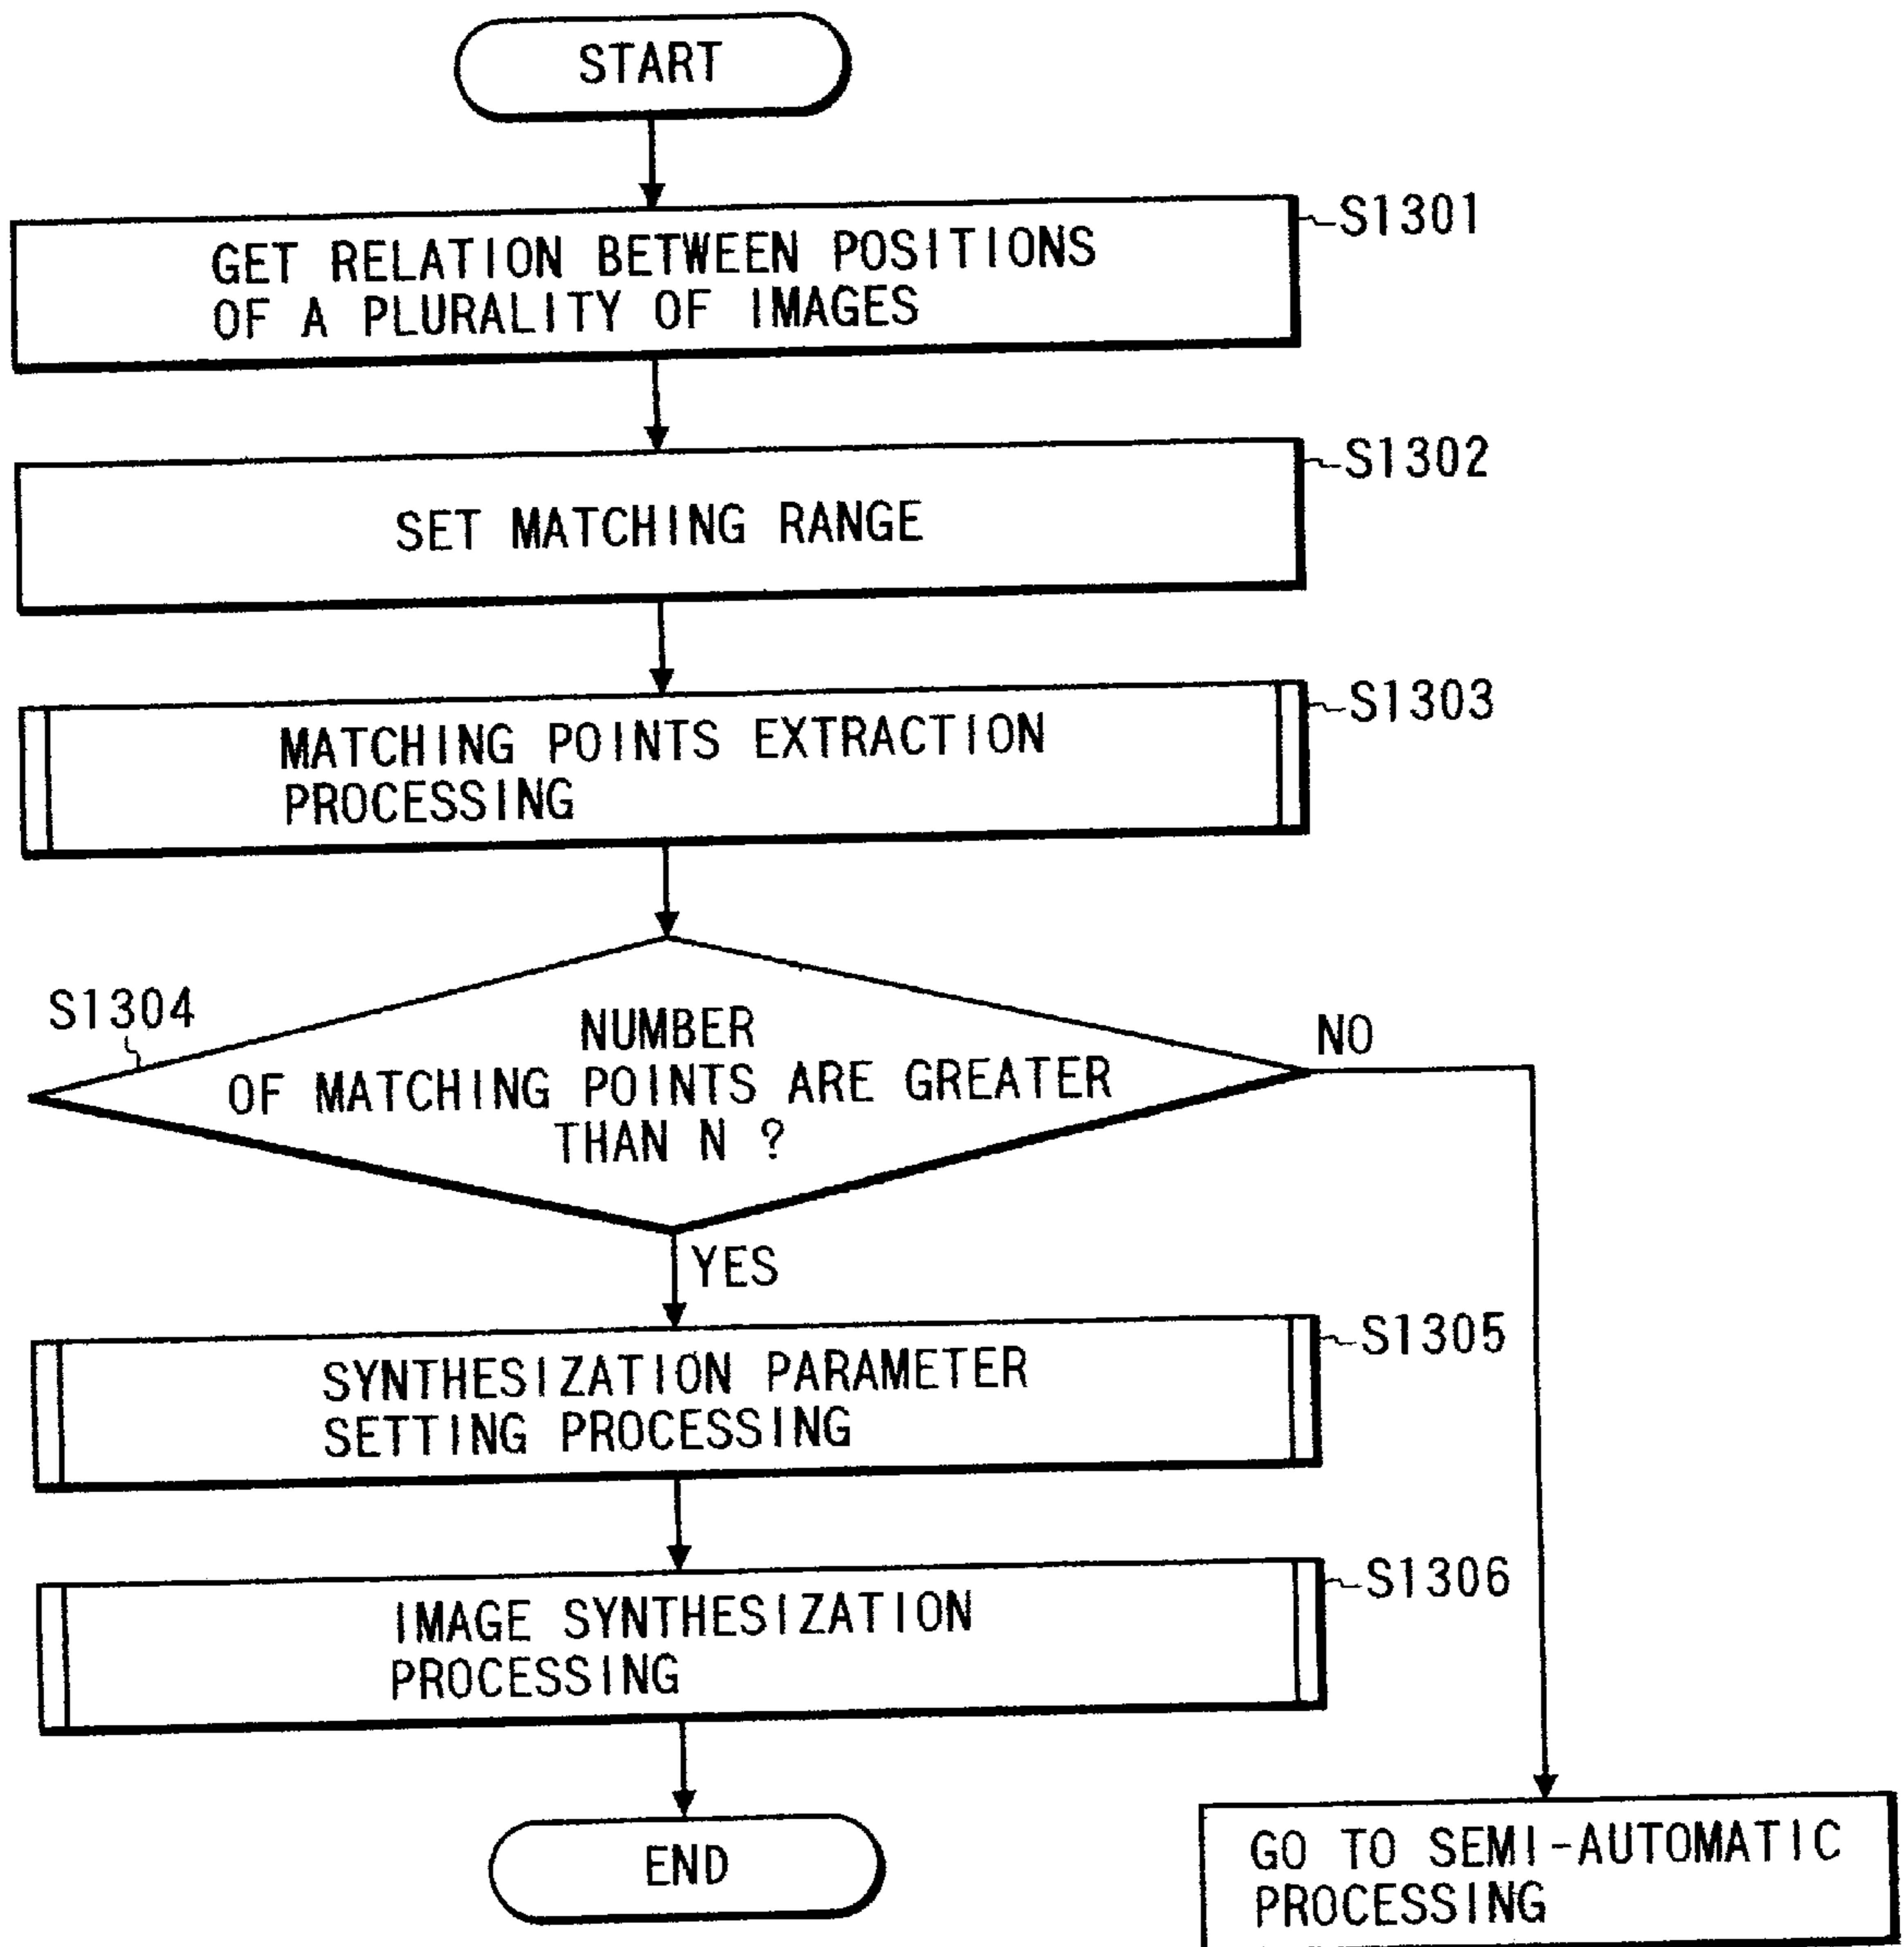 START
S1301
GET RELATION BETWEEN POSITIONS
OF A PLURALITY OF IMAGES
S1302
SET MATCHING RANGE
S1303
MATCHING POINTS EXTRACTION
PROCESSING
S1304
NUMBER
OF MATCHING POINTS ARE GREATER
THAN N ?
NO
YES
S1305
SYNTHESIZATION PARAMETER
SETTING PROCESSING
S1306
IMAGE SYNTHESIZATION
PROCESSING
END
GO TO SEMI-AUTOMATIC
PROCESSING